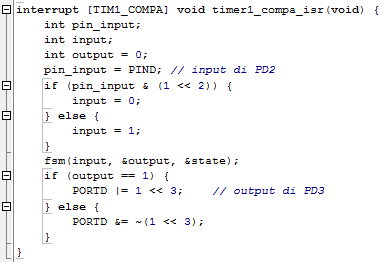 interrupt [TIM1_COMPA] void timer1_compa_isr(void) {
    int pin_input;
    int input;
    int output = 0;
    pin_input = PIND; // input di PD2
    if (pin_input & (1 << 2)) {
        input = 0;
    } else {
        input = 1;
    }
    fsm(input, &output, &state);
    if (output == 1) {
        PORTD |= 1 << 3;     // output di PD3
    } else {
        PORTD &= ~(1 << 3);
    }
}